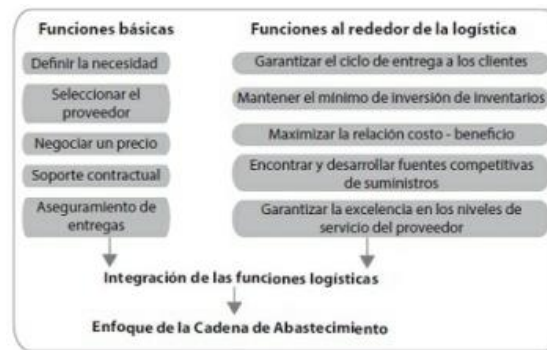 Funciones básicas
Definir la necesidad
Seleccionar el
proveedor
Negociar un precio
Soporte contractual
Aseguramiento de
entregas
Funciones al rededor de la logística
Garantizar el ciclo de entrega a los clientes
Mantener el mínimo de inversión de inventarios
Maximizar la relación costo - beneficio
Encontrar y desarrollar fuentes competitivas
de suministros
Garantizar la excelencia en los niveles de
servicio del proveedor
Integración de las funciones logísticas
Enfoque de la Cadena de Abastecimiento